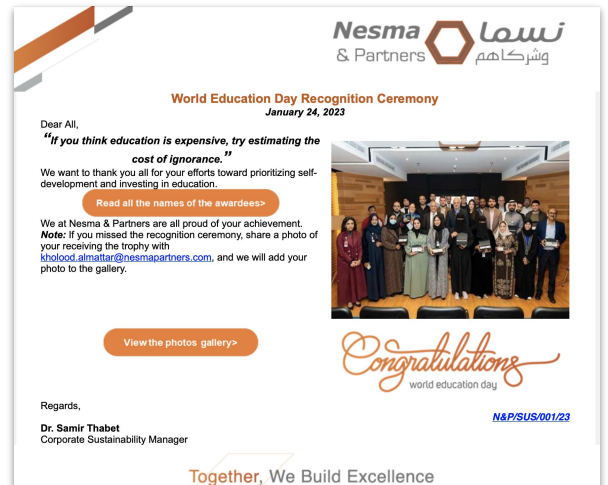 Nesma
& Partners
نسما
وشركاهم
World Education Day Recognition Ceremony
January 24, 2023
Dear All,
“If you think education is expensive, try estimating the
cost of ignorance.”
We want to thank you all for your efforts toward prioritizing self-
development and investing in education.
Read all the names of the awardees>
We at Nesma & Partners are all proud of your achievement.
Note: If you missed the recognition ceremony, share a photo of
your receiving the trophy with
kholood.almattar@nesmapartners.com, and we will add your
photo to the gallery.
View the photos gallery>
Congratulations
world education day
Regards,
N&P/SUS/001/23
Dr. Samir Thabet
Corporate Sustainability Manager
Together, We Build Excellence